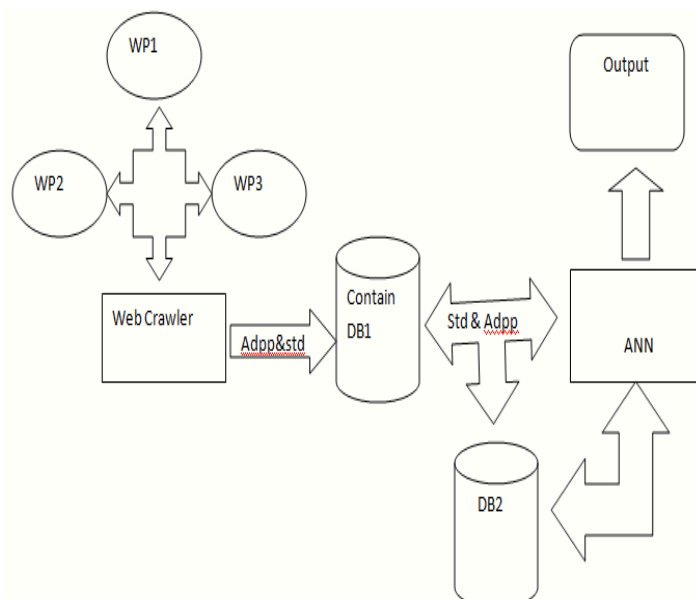 WP1
Output
WP2
WP3
Contain
DB1
Web Crawler
Adpp&std
Std & Adpp
ANN
DB2